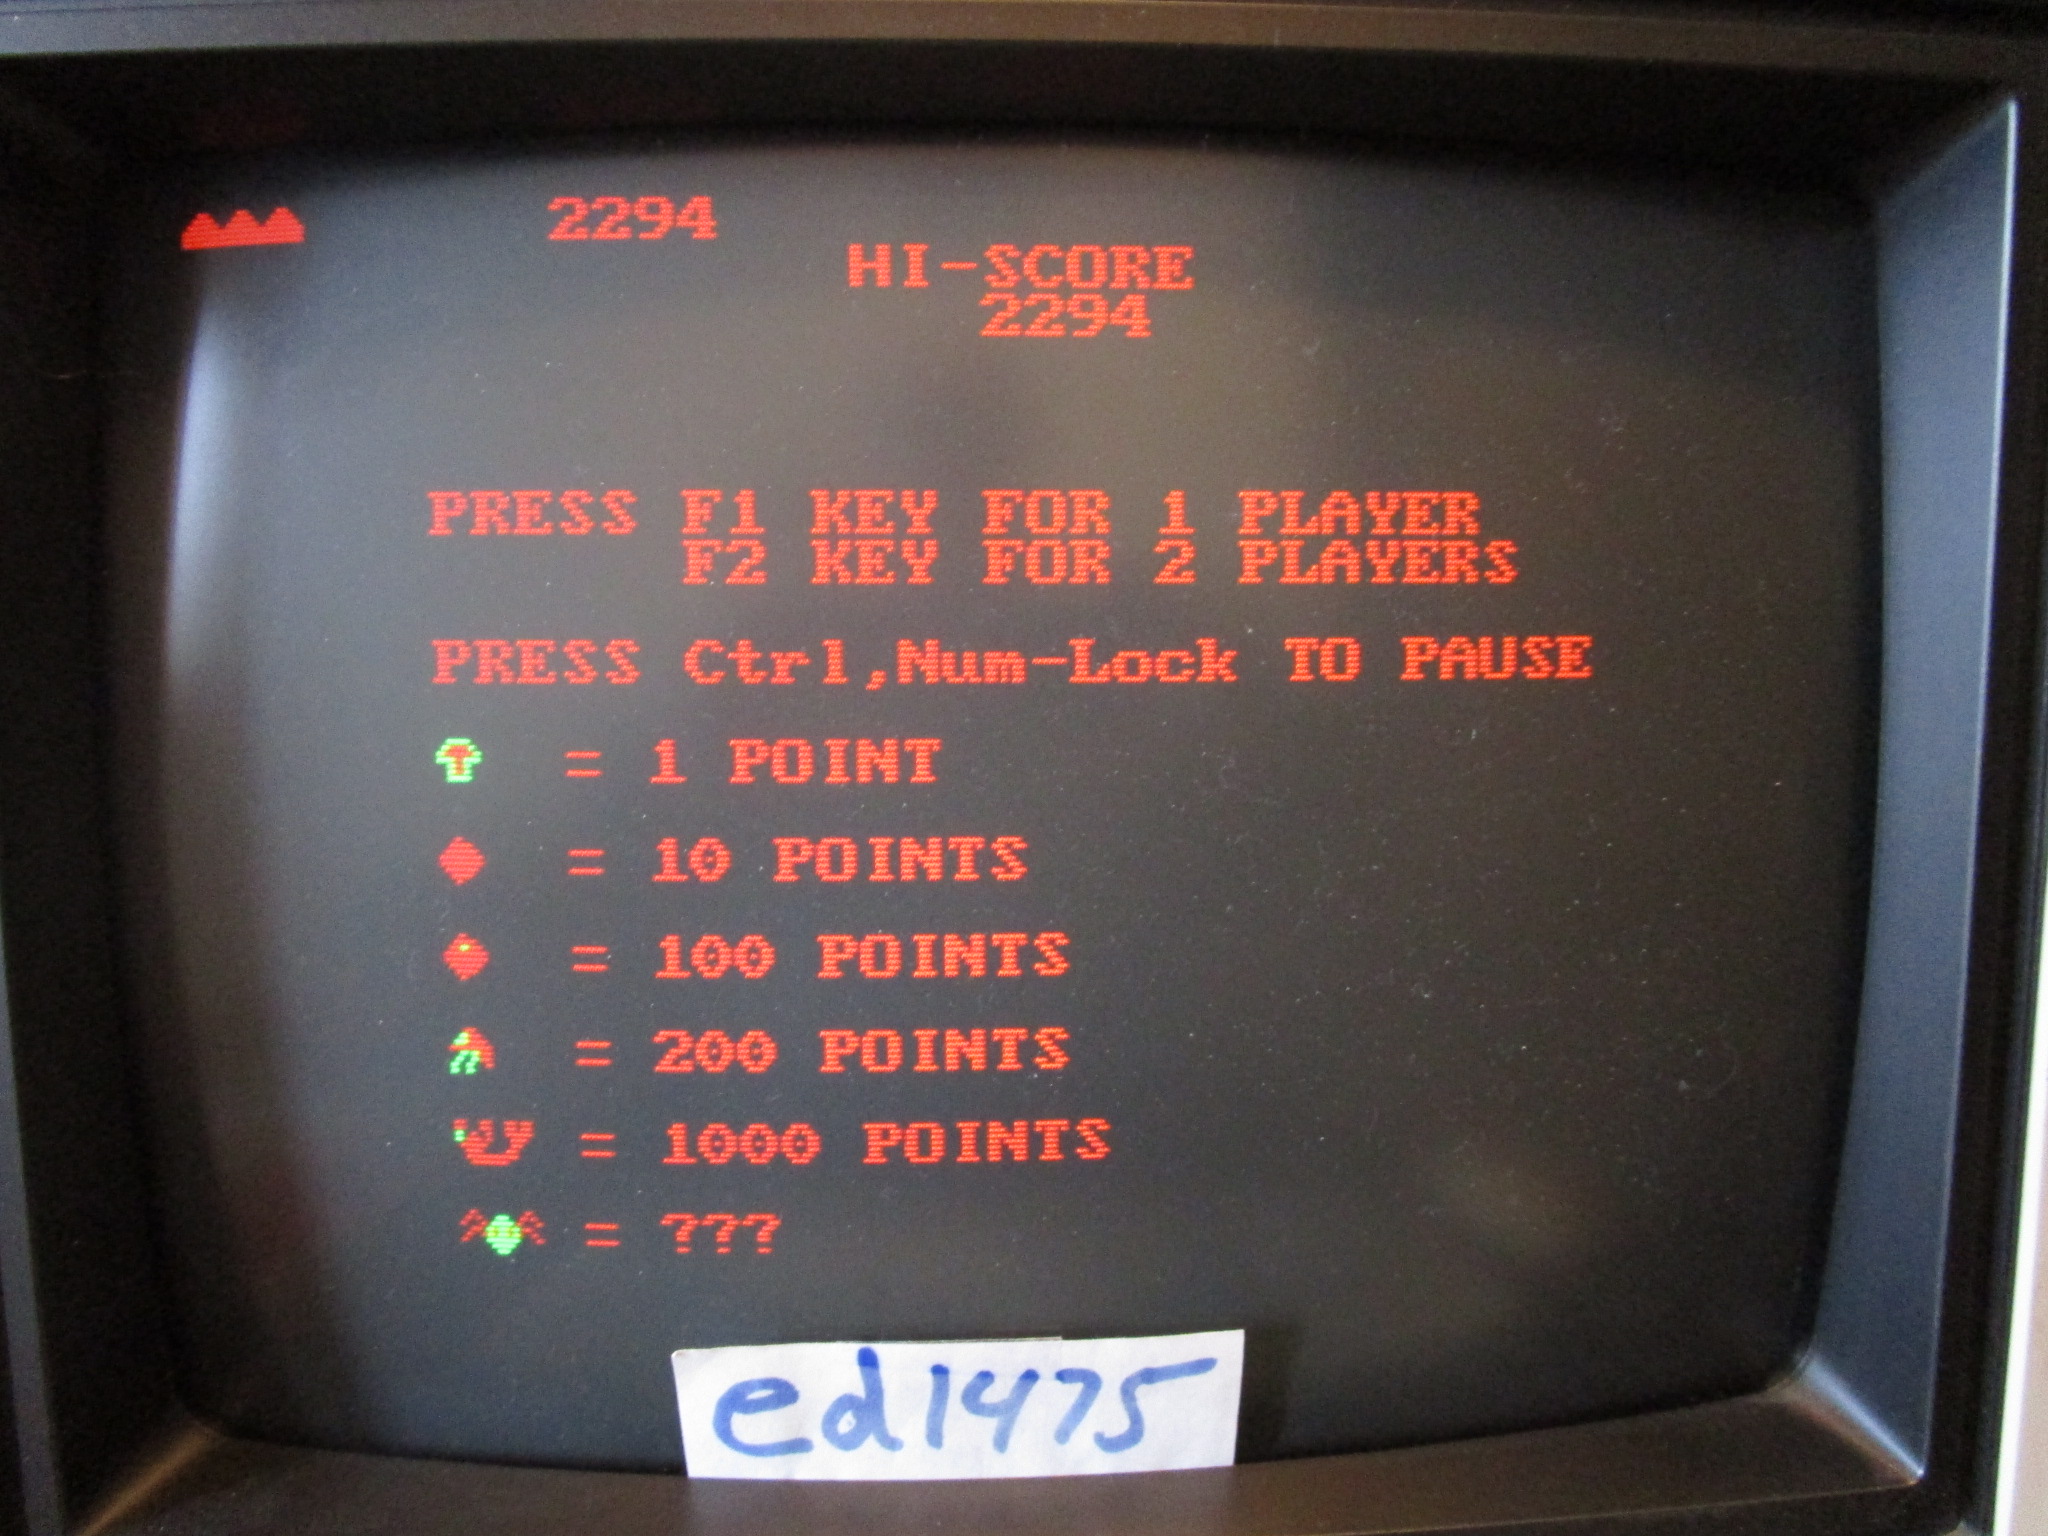 2294
HI-SCORE
2294
PRESS F1 KEY FOR 1 PLAYER
F2 KEY FOR 2 PLAYERS
PRESS Ctrl,Num-Lock TO PAUSE
= 1 POINT
= 10 POINTS
= 100 POINTS
= 200 POINTS
= 1000 POINTS
= ???
ed1475